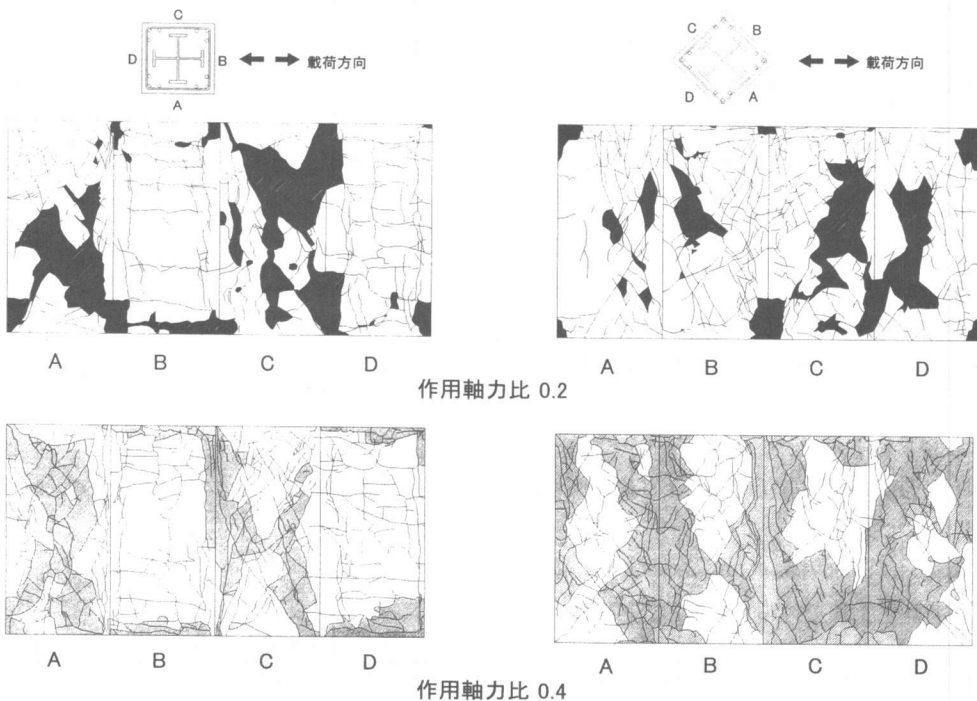 C
D B ← → 載荷方向
A
C B
← → 載荷方向
D A
A B C D
A B C D
作用軸力比 0.2
A B C D
A B C D
作用軸力比 0.4